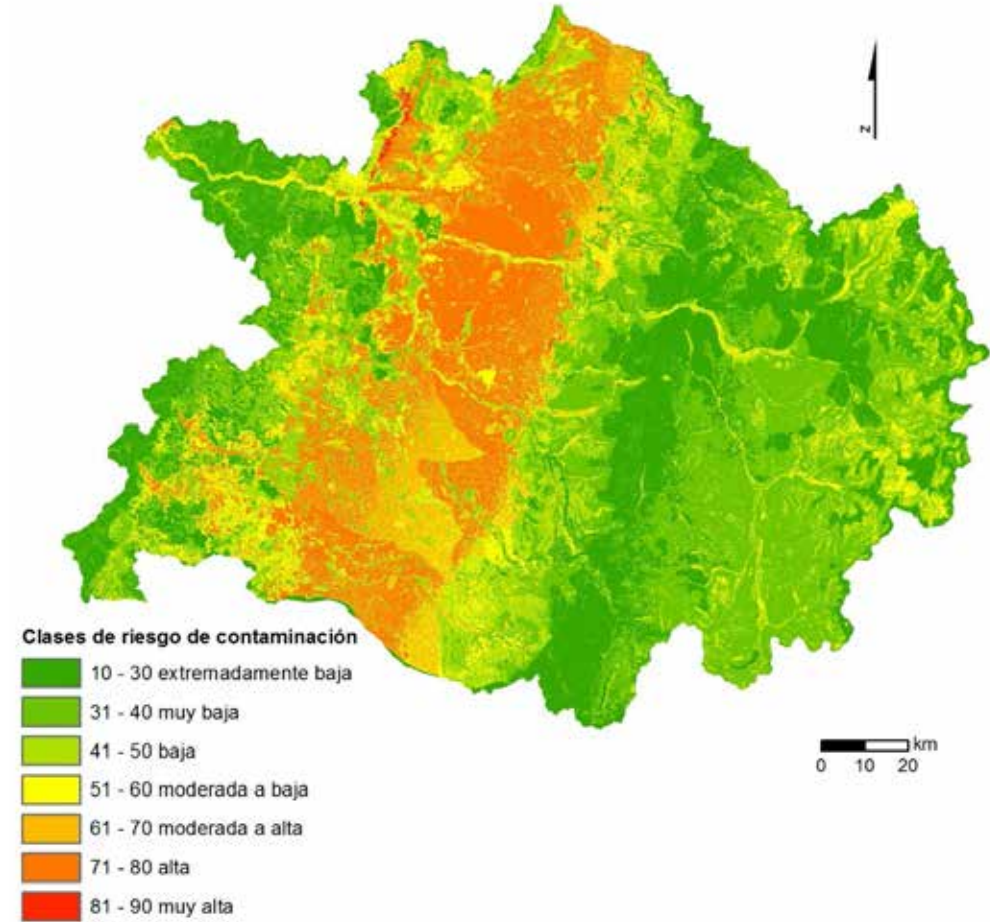 z
Clases de riesgo de contaminación
10 - 30 extremadamente baja
31 - 40 muy baja
41 - 50 baja
51 - 60 moderada a baja
61 - 70 moderada a alta
71 - 80 alta
81 - 90 muy alta
km
0 10 20